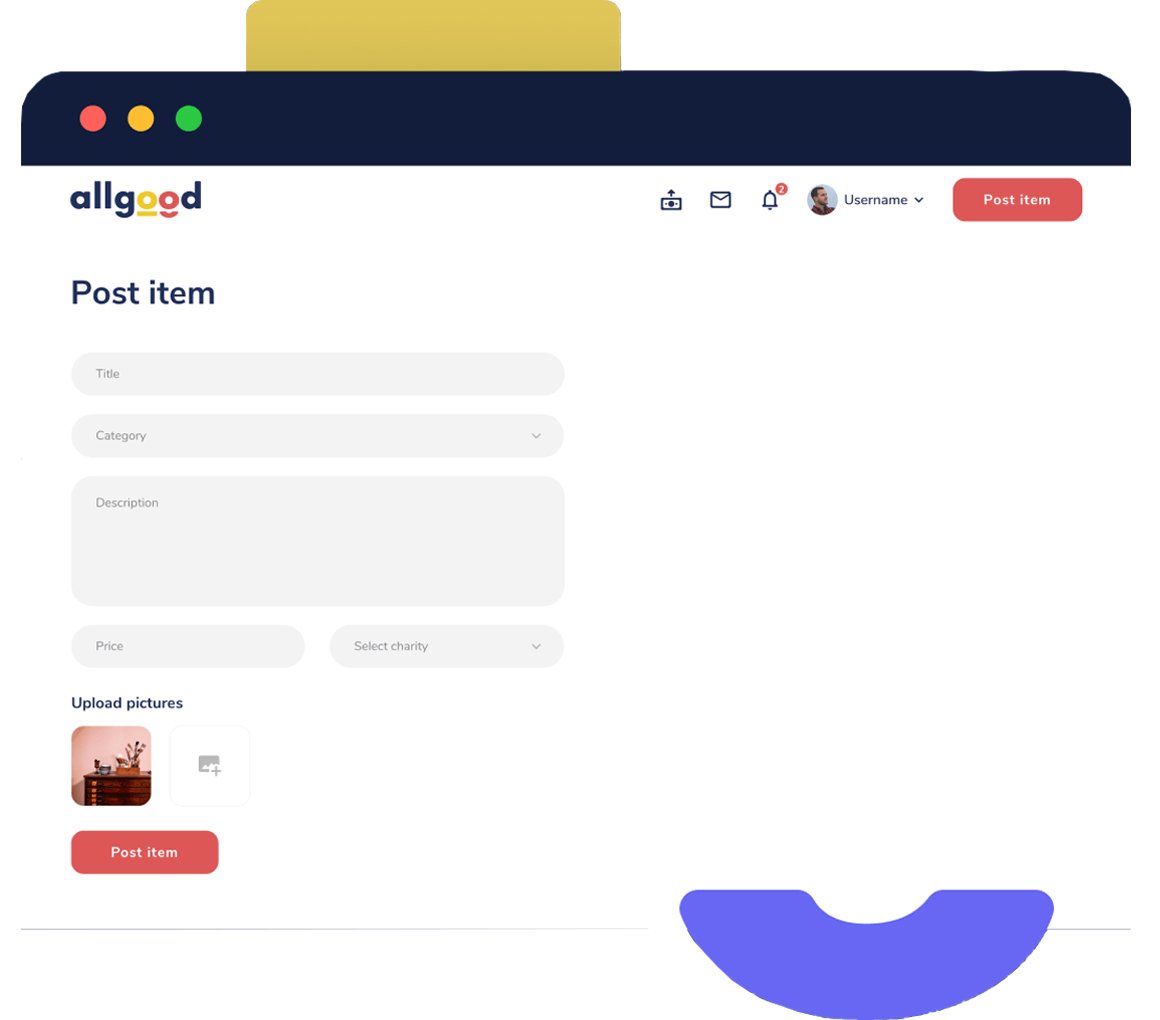 allgood
2
Username
Post item
Post item
Title
Category
Description
Price
Select charity
Upload pictures
Post item